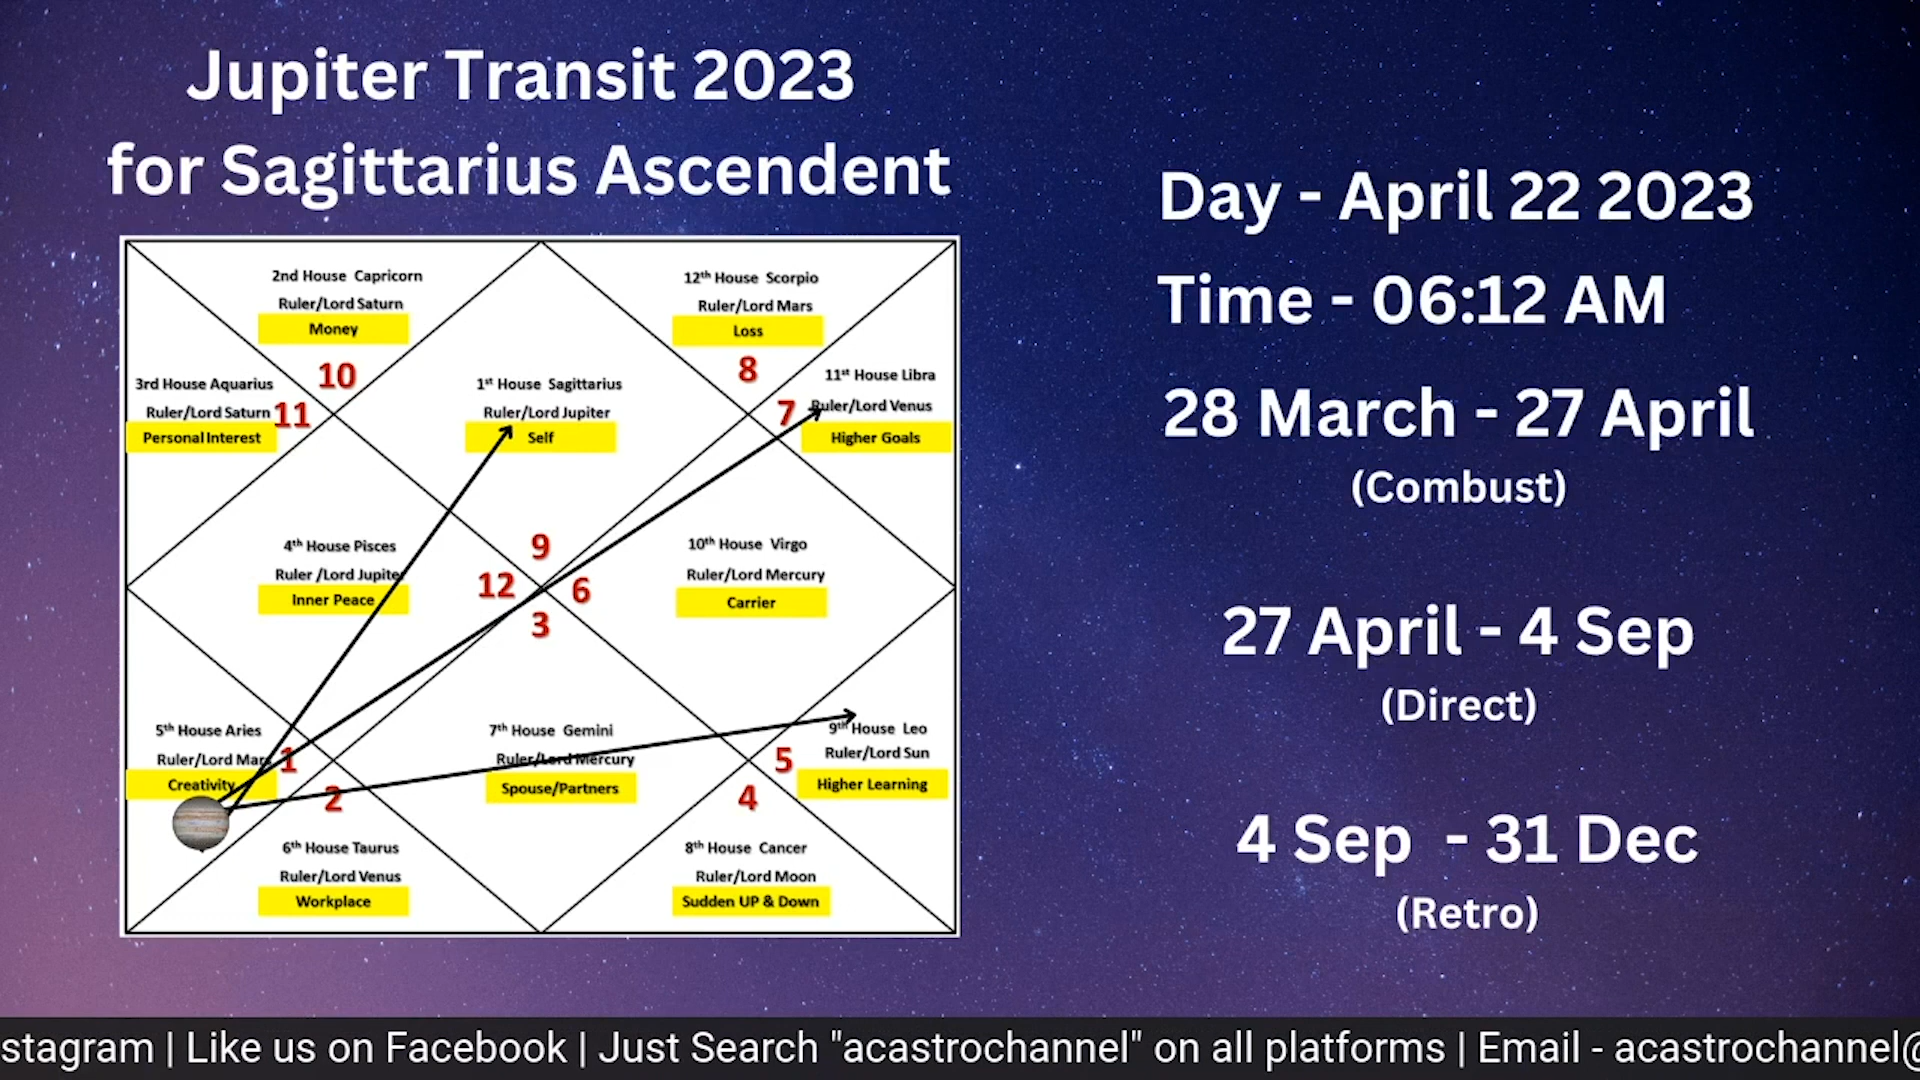 Jupiter Transit 2023
for Sagittarius Ascendent
2nd House Capricorn
Ruler/Lord Saturn
Money
10
12th House Scorpio
Ruler/Lord Mars
Loss
8
3rd House Aquarius
Ruler/Lord Saturn
Personal Interest
11
1st House Sagittarius
Ruler/Lord Jupiter
Self
11st House Libra
Ruler/Lord Venus
Higher Goals
7
4th House Pisces
Ruler /Lord Jupiter
Inner Peace
9
12
6
3
10th House Virgo
Ruler/Lord Mercury
Carrier
5th House Aries
Ruler/Lord Mars
Creativity
1
2
7th House Gemini
Ruler/Lord Mercury
Spouse/Partners
9th House Leo
Ruler/Lord Sun
Higher Learning
5
4
6th House Taurus
Ruler/Lord Venus
Workplace
8th House Cancer
Ruler/Lord Moon
Sudden UP & Down
Day - April 22 2023
Time - 06:12 AM
28 March - 27 April
(Combust)
27 April - 4 Sep
(Direct)
4 Sep - 31 Dec
(Retro)
stagram | Like us on Facebook | Just Search "acastrochannel" on all platforms | Email - acastrochannel@